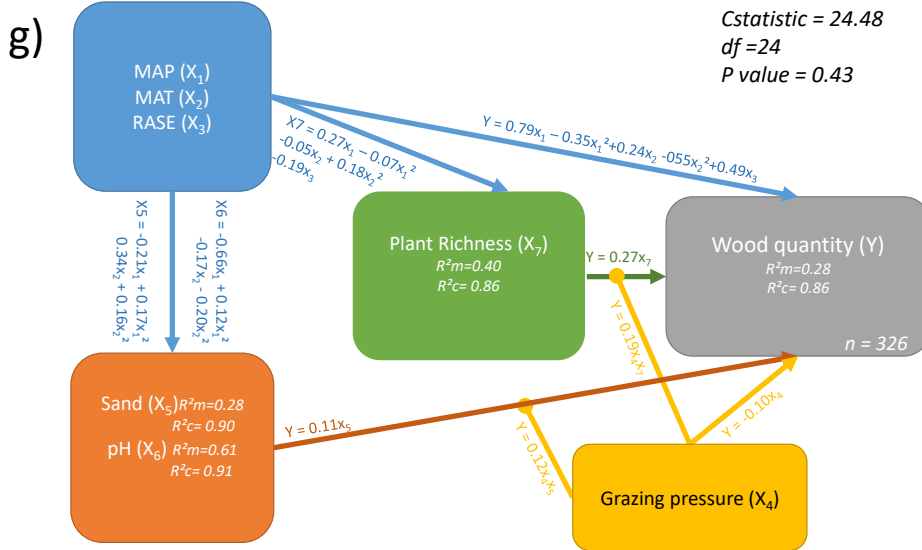 g)
Cstatistic = 24.48
df =24
P value = 0.43
MAP (X₁)
MAT (X₂)
RASE (X₃)
Y = 0.79x₁ – 0.35x₁²+0.24x₂ -055x₂²+0.49x₃
X7 = 0.27x₁ – 0.07x₁²
-0.05x₂ + 0.18x₂²
-0.19x₃
X6 = -0.66x₁ + 0.12x₁²
-0.17x₂ - 0.20x₂²
X5 = -0.21x₁ + 0.17x₁²
0.34x₂ + 0.16x₂²
Plant Richness (X₇)
R²m=0.40
R²c= 0.86
Y = 0.27x₇
Wood quantity (Y)
R²m=0.28
R²c= 0.86
n = 326
Y = 0.19x₄x₇
Y = -0.10x₄
Sand (X₅) R²m=0.28
R²c= 0.90
pH (X₆) R²m=0.61
R²c= 0.91
Y = 0.11x₅
Y = 0.12x₄x₅
Grazing pressure (X₄)